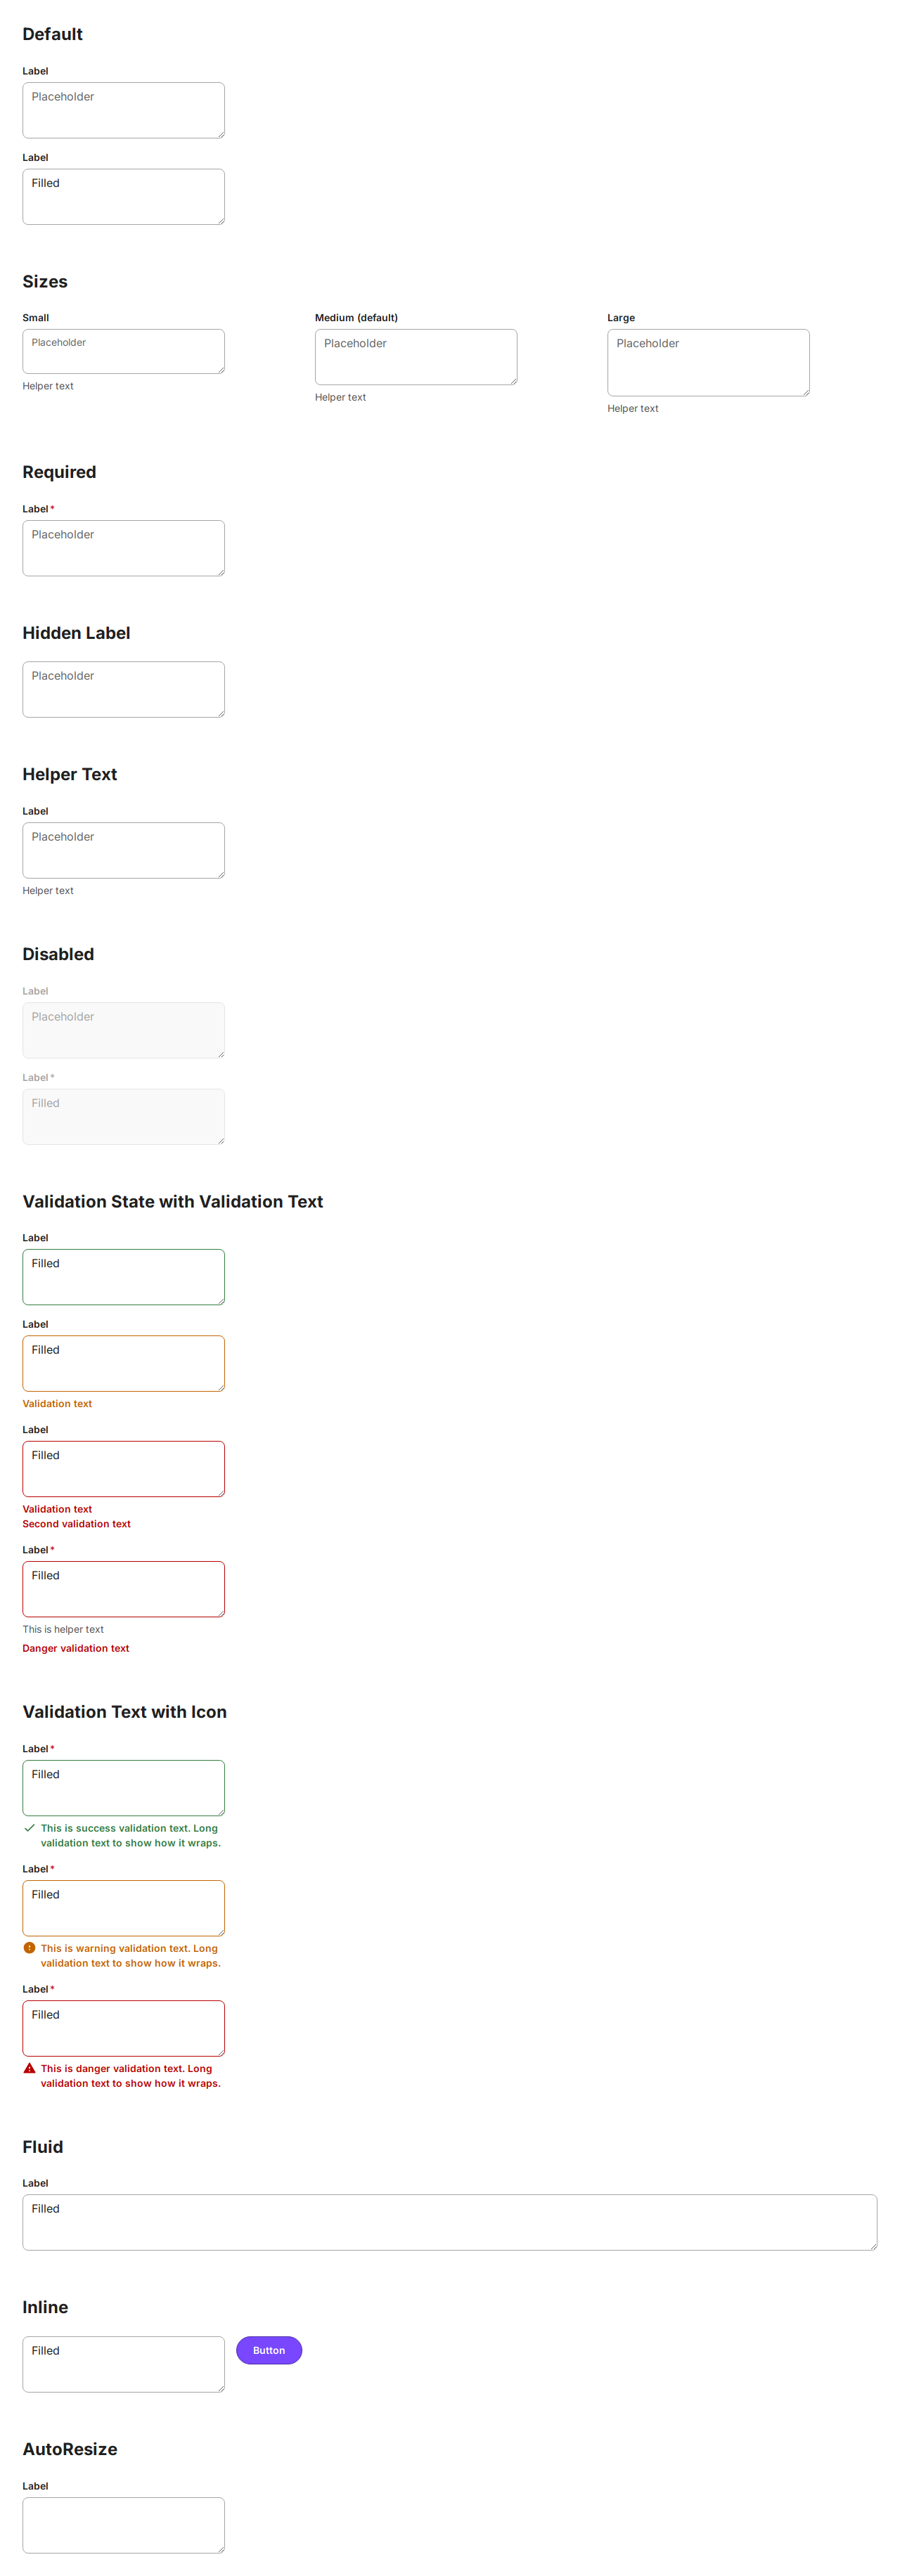 Default
Label
Placeholder
Label
Filled
Sizes
Small
Placeholder
Helper text
Medium (default)
Placeholder
Helper text
Large
Placeholder
Helper text
Required
Label*
Placeholder
Hidden Label
Placeholder
Helper Text
Label
Placeholder
Helper text
Disabled
Label
Placeholder
Label*
Filled
Validation State with Validation Text
Label
Filled
Label
Filled
Validation text
Label
Filled
Validation text
Second validation text
Label*
Filled
This is helper text
Danger validation text
Validation Text with Icon
Label*
Filled
This is success validation text. Long
validation text to show how it wraps.
Label*
Filled
This is warning validation text. Long
validation text to show how it wraps.
Label*
Filled
This is danger validation text. Long
validation text to show how it wraps.
Fluid
Label
Filled
Inline
Filled
Button
AutoResize
Label